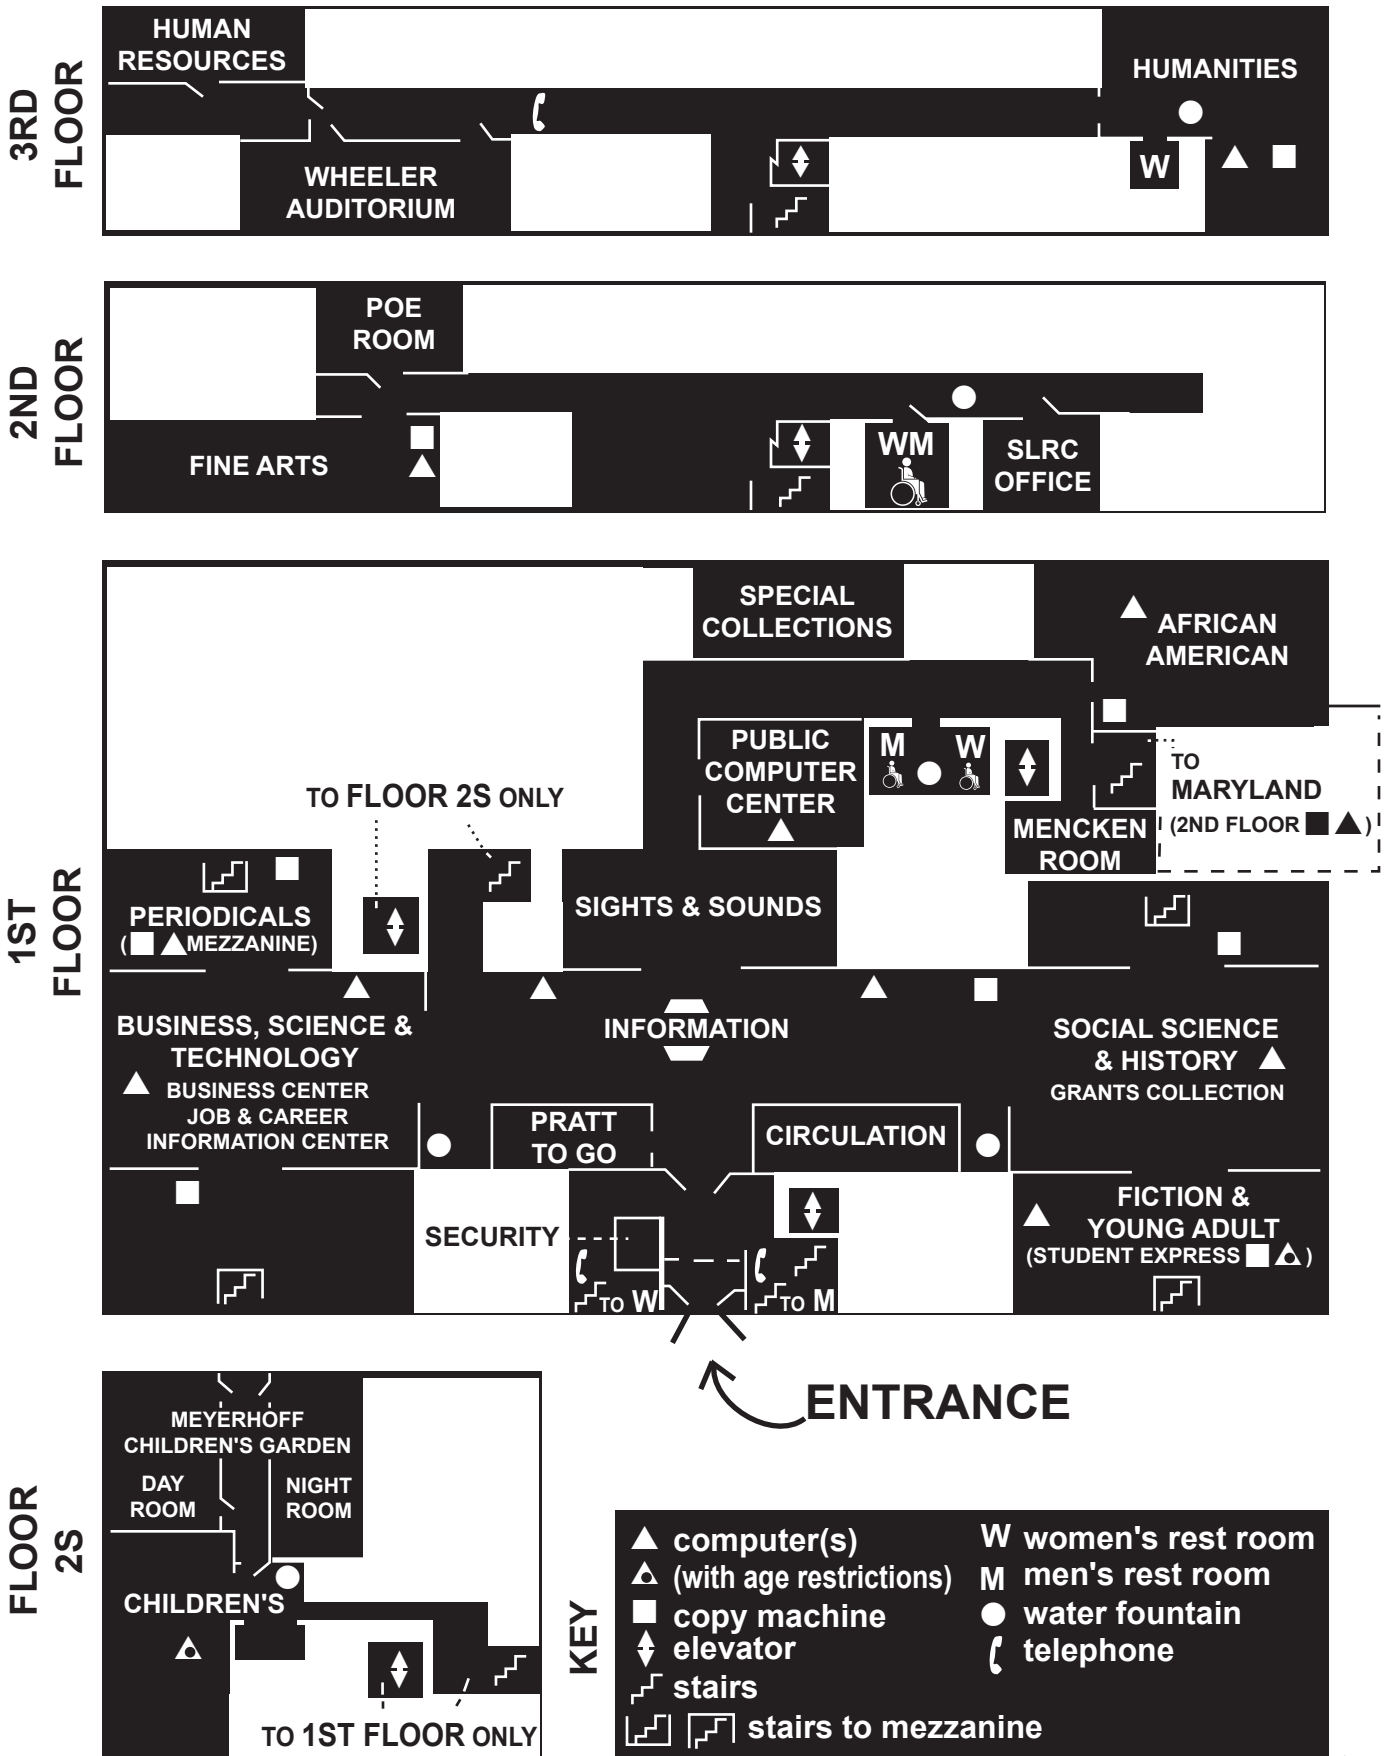 3RD
FLOOR
HUMAN
RESOURCES
HUMANITIES
WHEELER
AUDITORIUM
W
2ND
FLOOR
POE
ROOM
FINE ARTS
WM
SLRC
OFFICE
1ST
FLOOR
SPECIAL
COLLECTIONS
AFRICAN
AMERICAN
PUBLIC
COMPUTER
CENTER
M
W
TO
MARYLAND
(2ND FLOOR )
MENCKEN
ROOM
TO FLOOR 2S ONLY
PERIODICALS
( MEZZANINE)
SIGHTS & SOUNDS
BUSINESS, SCIENCE &
TECHNOLOGY
BUSINESS CENTER
JOB & CAREER
INFORMATION CENTER
INFORMATION
SOCIAL SCIENCE
& HISTORY
GRANTS COLLECTION
PRATT
TO GO
CIRCULATION
SECURITY
TO W
TO M
FICTION &
YOUNG ADULT
(STUDENT EXPRESS )
ENTRANCE
FLOOR
2S
MEYERHOFF
CHILDREN'S GARDEN
DAY
ROOM
NIGHT
ROOM
CHILDREN'S
TO 1ST FLOOR ONLY
KEY
computer(s)
(with age restrictions)
copy machine
elevator
stairs
stairs to mezzanine
W women's rest room
M men's rest room
water fountain
telephone